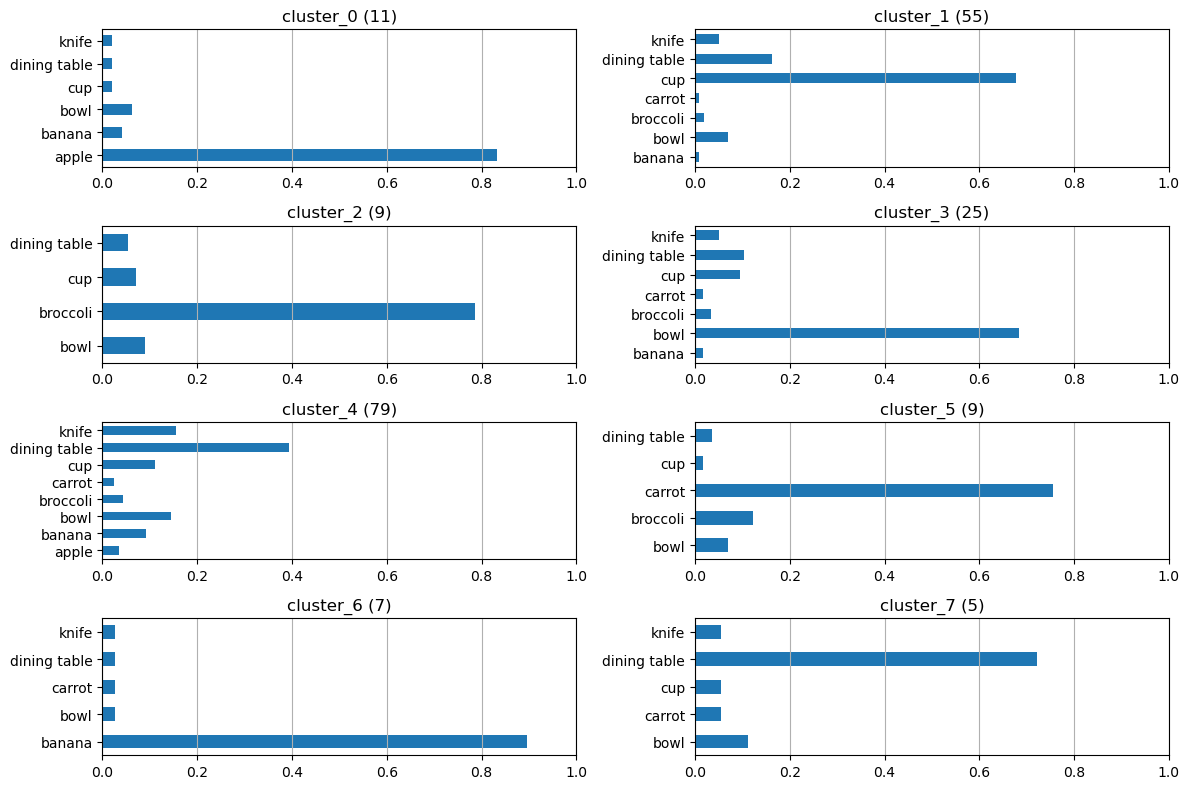 cluster_0 (11)
knife
dining table
cup
bowl
banana
apple
0.0 0.2 0.4 0.6 0.8 1.0
cluster_1 (55)
knife
dining table
cup
carrot
broccoli
bowl
banana
0.0 0.2 0.4 0.6 0.8 1.0
cluster_2 (9)
dining table
cup
broccoli
bowl
0.0 0.2 0.4 0.6 0.8 1.0
cluster_3 (25)
knife
dining table
cup
carrot
broccoli
bowl
banana
0.0 0.2 0.4 0.6 0.8 1.0
cluster_4 (79)
knife
dining table
cup
carrot
broccoli
bowl
banana
apple
0.0 0.2 0.4 0.6 0.8 1.0
cluster_5 (9)
dining table
cup
carrot
broccoli
bowl
0.0 0.2 0.4 0.6 0.8 1.0
cluster_6 (7)
knife
dining table
carrot
bowl
banana
0.0 0.2 0.4 0.6 0.8 1.0
cluster_7 (5)
knife
dining table
cup
carrot
bowl
0.0 0.2 0.4 0.6 0.8 1.0